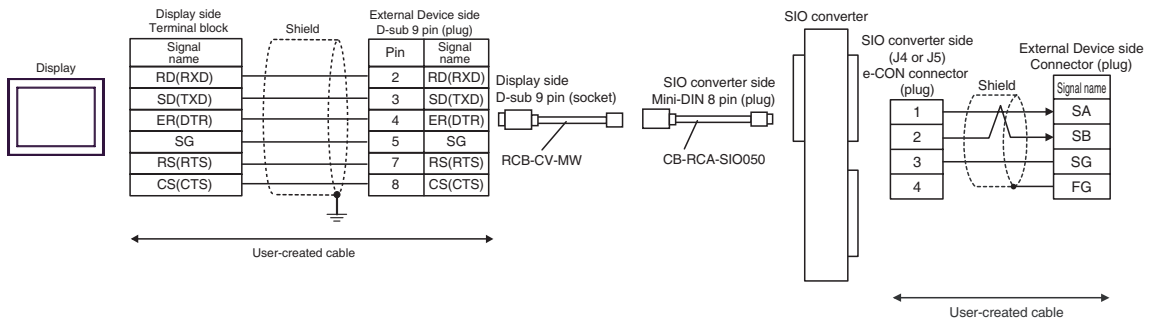 Display
Display side
Terminal block
Signal
name
RD(RXD)
SD(TXD)
ER(DTR)
SG
RS(RTS)
CS(CTS)
Shield
External Device side
D-sub 9 pin (plug)
Pin
Signal
name
2 RD(RXD)
3 SD(TXD)
4 ER(DTR)
5 SG
7 RS(RTS)
8 CS(CTS)
User-created cable
Display side
D-sub 9 pin (socket)
RCB-CV-MW
SIO converter side
Mini-DIN 8 pin (plug)
CB-RCA-SIO050
SIO converter
SIO converter side
(J4 or J5)
e-CON connector
(plug)
1
2
3
4
Shield
External Device side
Connector (plug)
Signal name
SA
SB
SG
FG
User-created cable